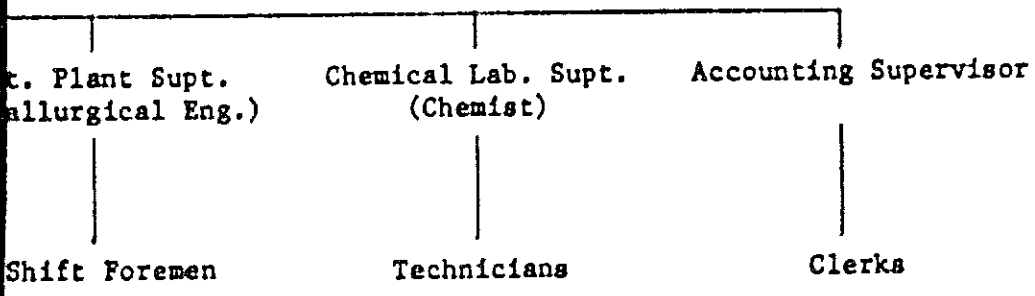 t. Plant Supt. Chemical Lab. Supt. Accounting Supervisor
allurgical Eng.) (Chemist)
Shift Foremen Technicians Clerks